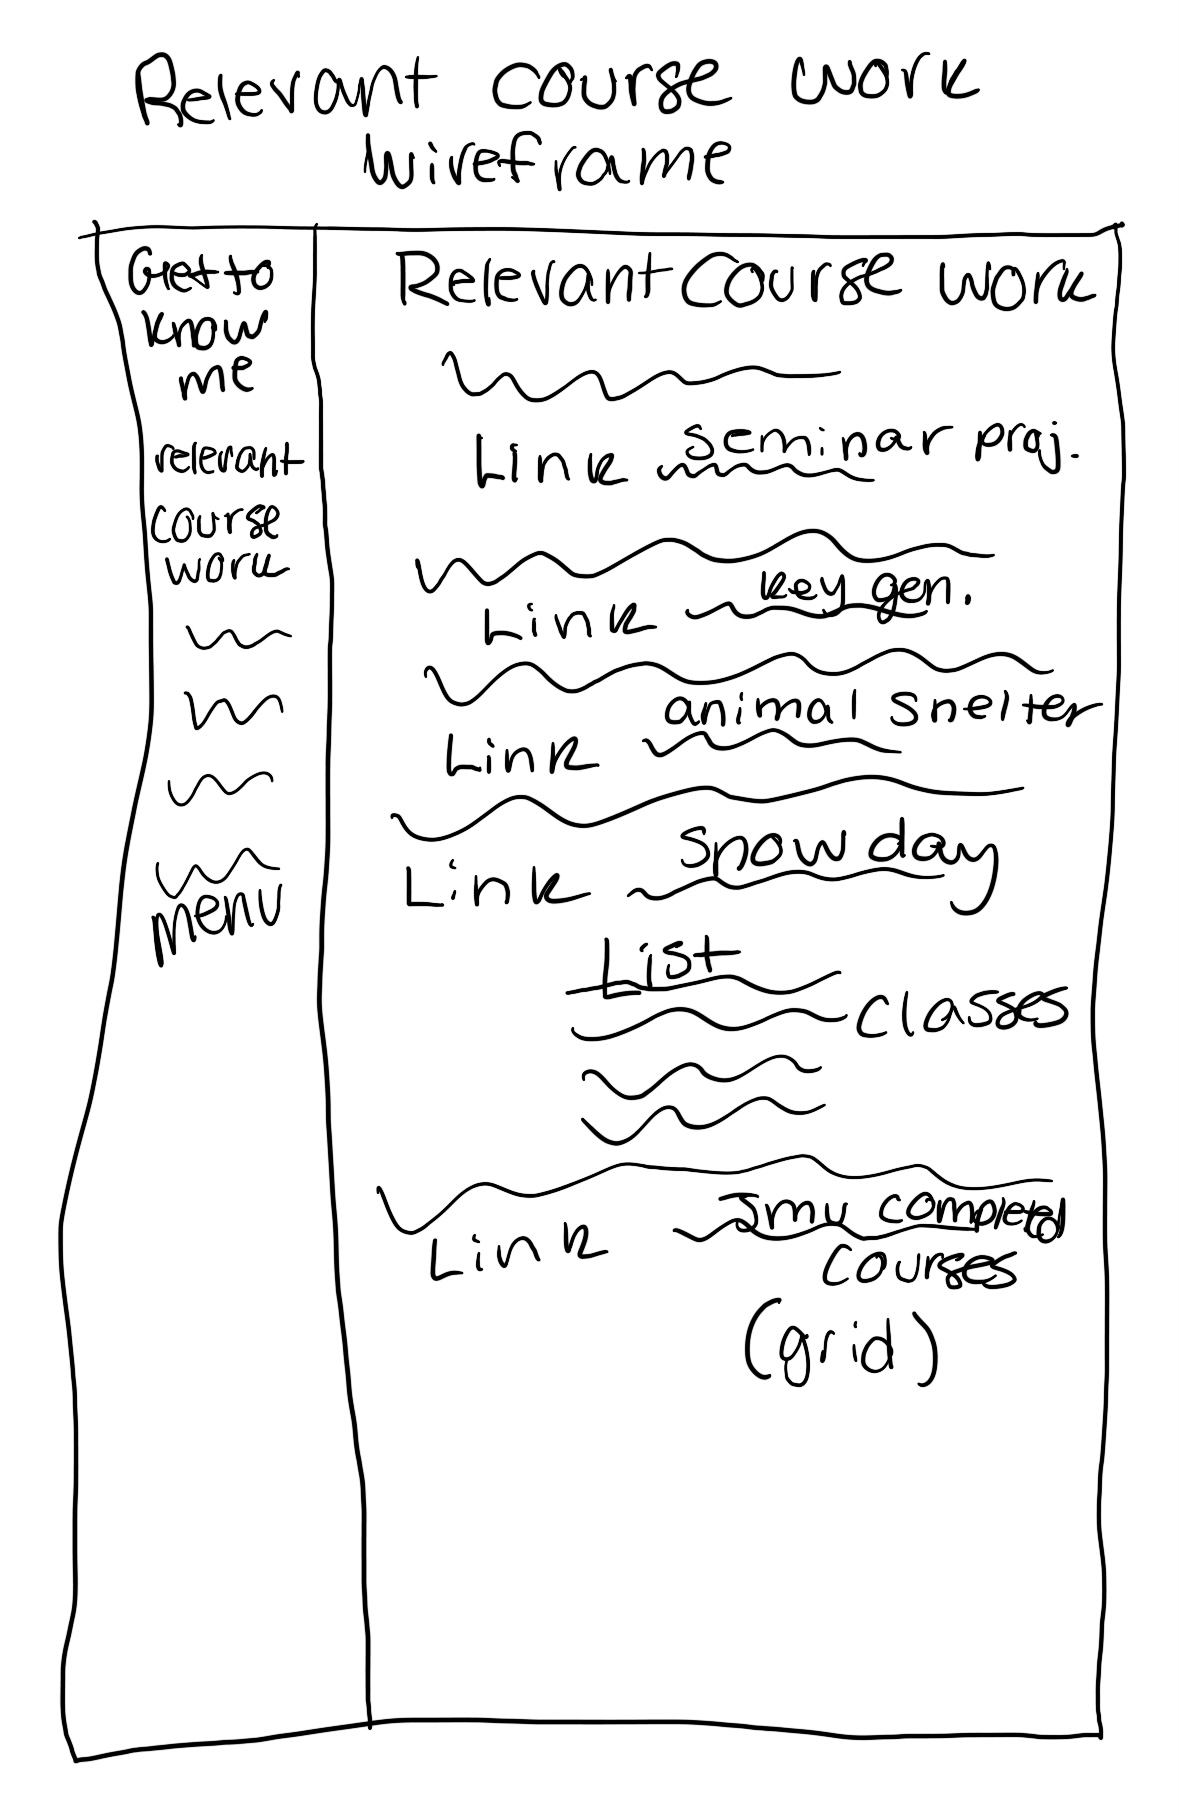 Relevant course work
wireframe
Get to
know
me
relevant
course
work
menu
Relevant Course work
Link seminar proj.
Link key gen.
Link animal shelter
Link snow day
List
classes
Link Jmu completed
courses
(grid)